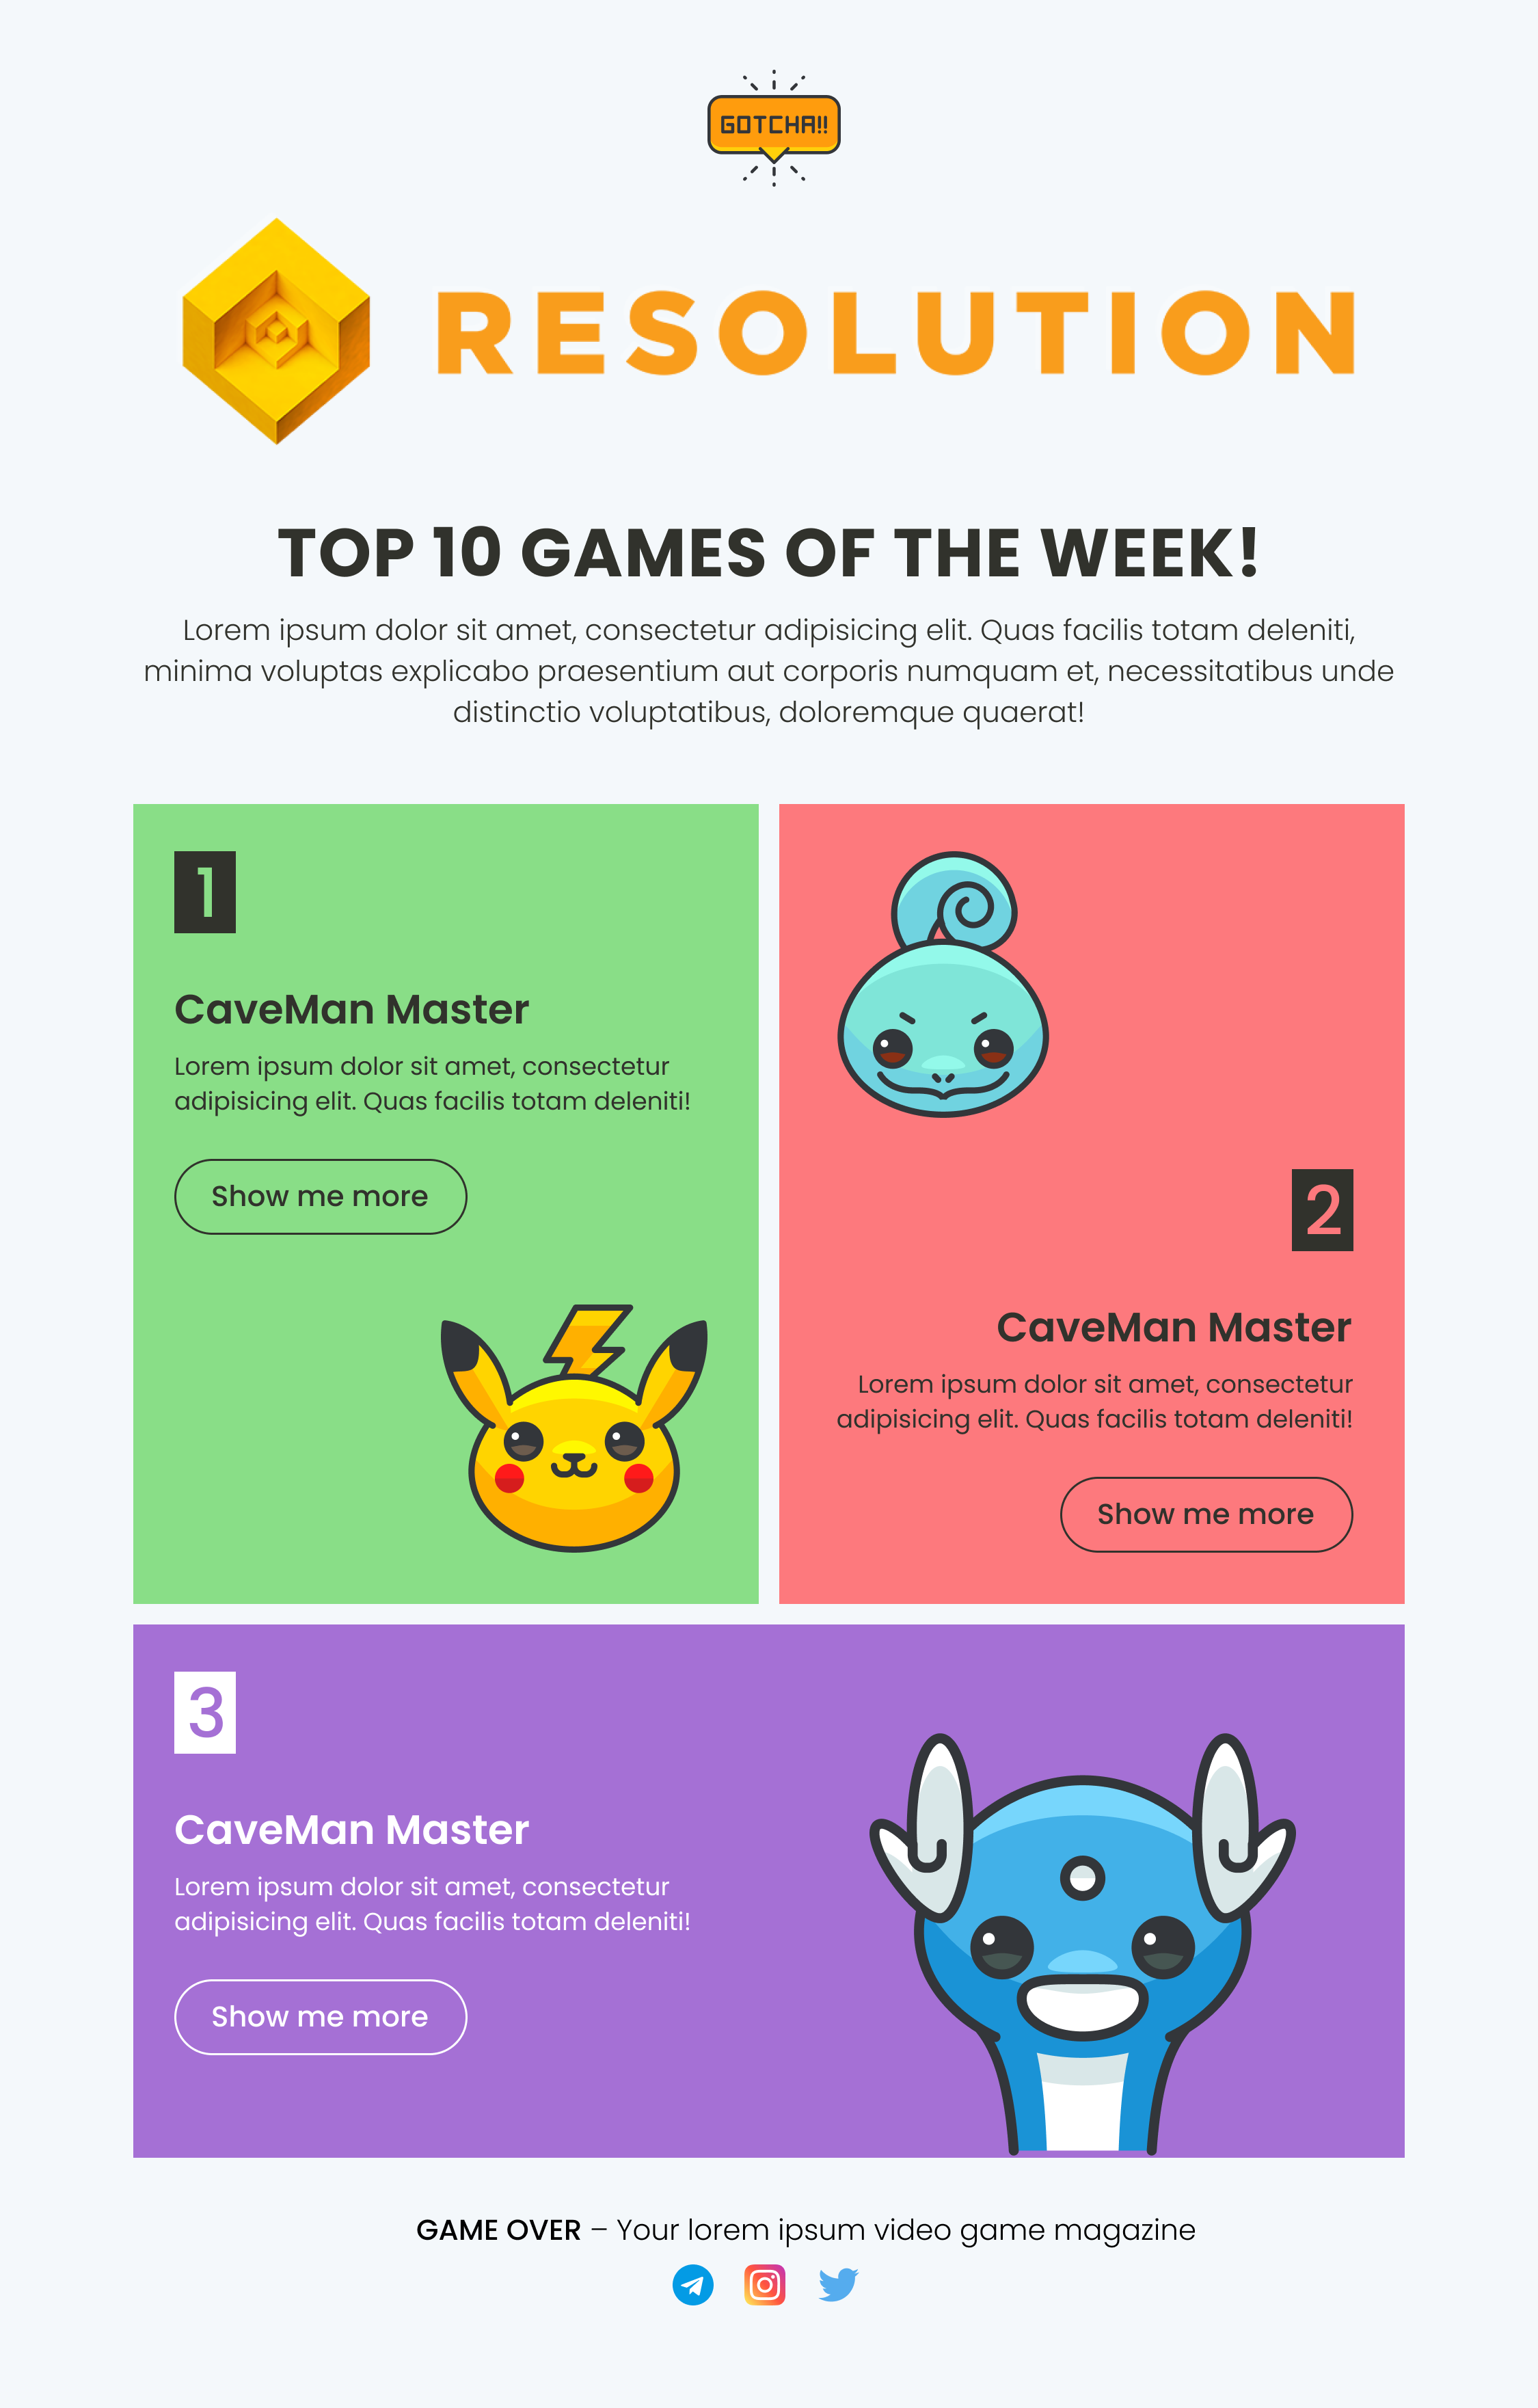 GOTCHA!!
RESOLUTION
TOP 10 GAMES OF THE WEEK!
Lorem ipsum dolor sit amet, consectetur adipisicing elit. Quas facilis totam deleniti,
minima voluptas explicabo praesentium aut corporis numquam et, necessitatibus unde
distinctio voluptatibus, doloremque quaerat!
1
CaveMan Master
Lorem ipsum dolor sit amet, consectetur
adipisicing elit. Quas facilis totam deleniti!
Show me more
2
CaveMan Master
Lorem ipsum dolor sit amet, consectetur
adipisicing elit. Quas facilis totam deleniti!
Show me more
3
CaveMan Master
Lorem ipsum dolor sit amet, consectetur
adipisicing elit. Quas facilis totam deleniti!
Show me more
GAME OVER – Your lorem ipsum video game magazine